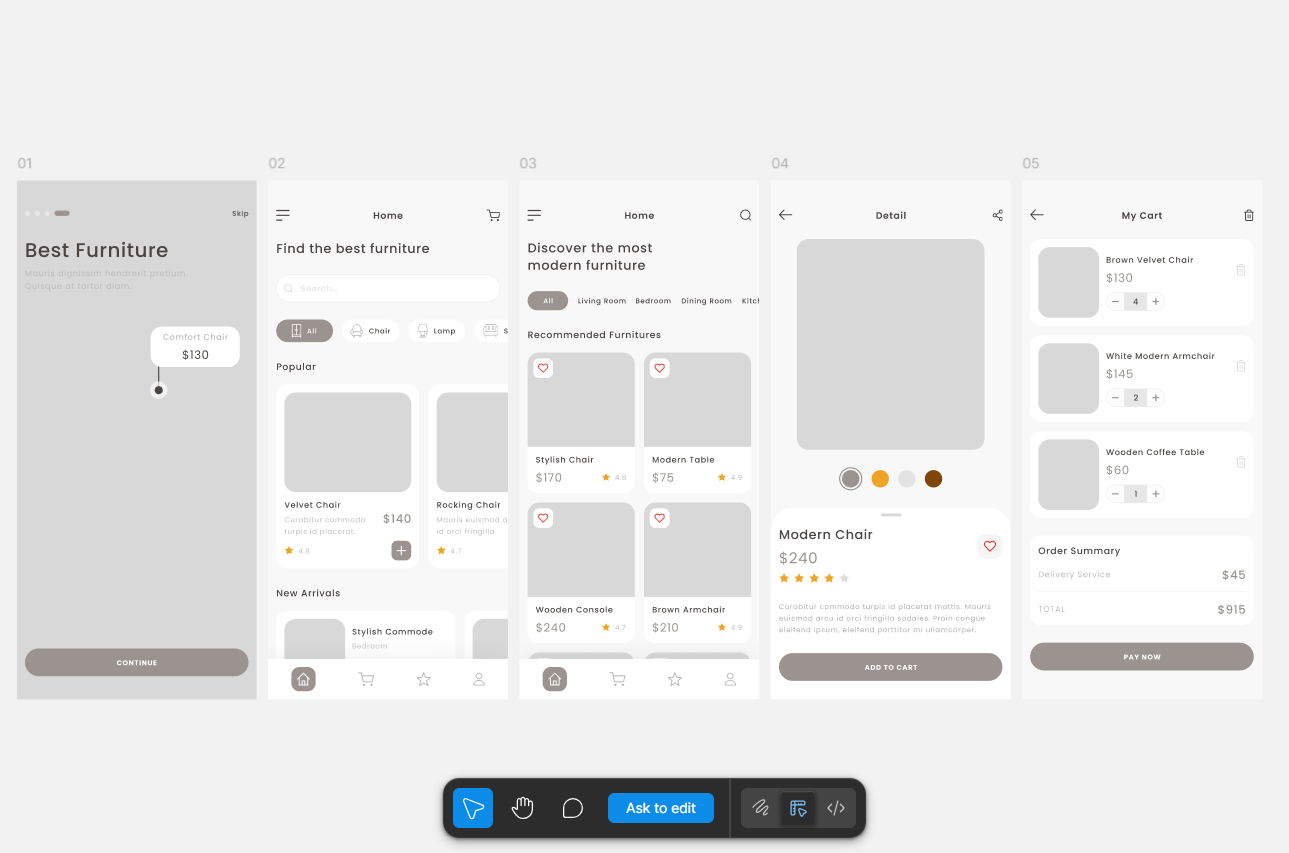 01
Skip
Best Furniture
Mauris dignissim hendrerit pretium.
Quisque at tortor diam.
Comfort Chair
$130
CONTINUE
02
Home
Find the best furniture
Search...
All
Chair
Lamp
S
Popular
Velvet Chair
Curabitur commodo
turpis id placerat.
$140
4.9
Rocking Chair
Mauris euismod a
id orci fringilla.
4.7
New Arrivals
Stylish Commode
Bedroom
03
Home
Discover the most
modern furniture
All
Living Room
Bedroom
Dining Room
Kitch
Recommended Furnitures
Stylish Chair
$170
4.8
Modern Table
$75
4.9
Wooden Console
$240
4.7
Brown Armchair
$210
4.9
04
Detail
Modern Chair
$240
Curabitur commodo turpis id placerat mattis. Mauris
euismod arcu id orci fringilla sodales. Proin congue
eleifend ipsum, eleifend porttitor mi ullamcorper.
ADD TO CART
05
My Cart
Brown Velvet Chair
$130
4
White Modern Armchair
$145
2
Wooden Coffee Table
$60
1
Order Summary
Delivery Service
$45
TOTAL
$915
PAY NOW
Ask to edit